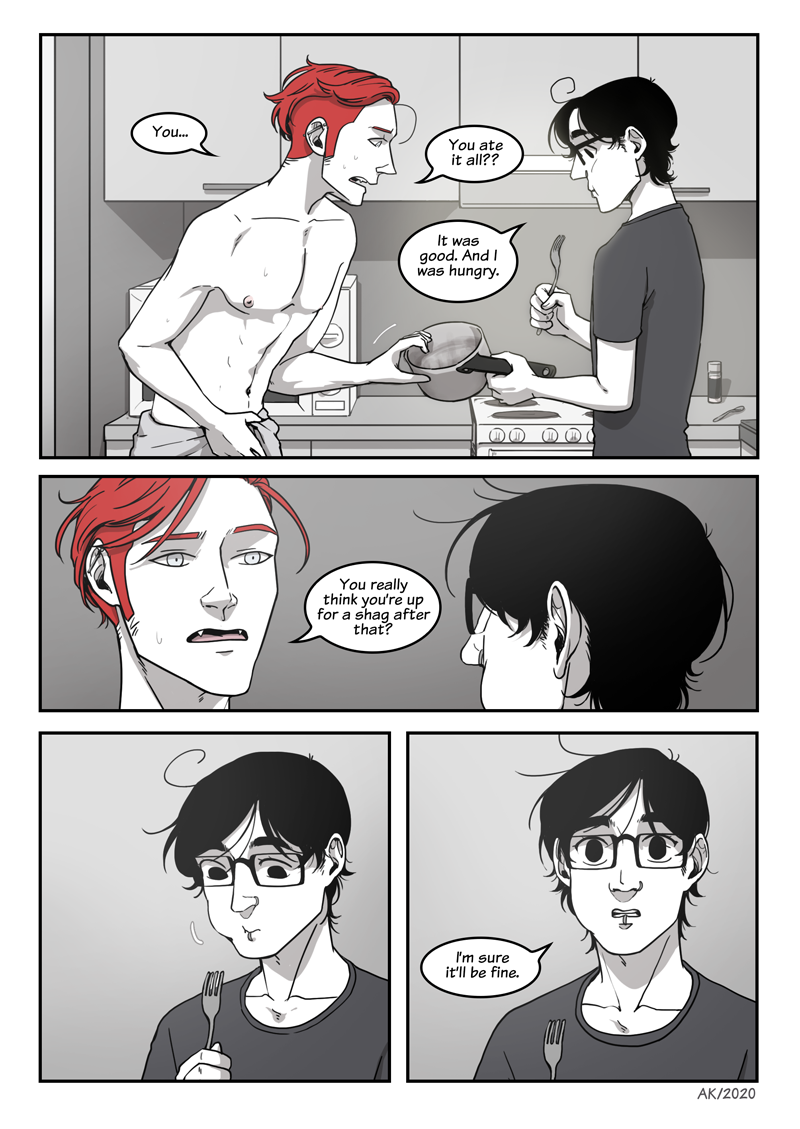 You...
You ate
it all??
It was
good. And I
was hungry.
You really
think you're up
for a shag after
that?
I'm sure
it'll be fine.
AK/2020